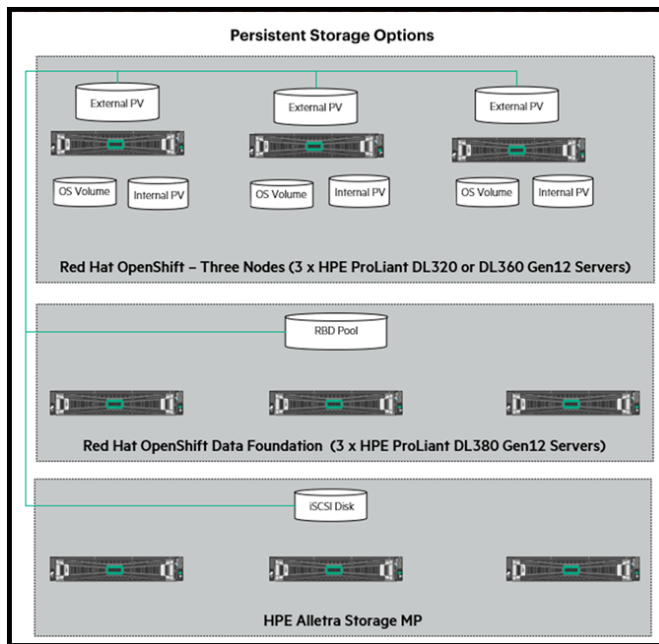 Persistent Storage Options
External PV
External PV
External PV
OS Volume
Internal PV
OS Volume
Internal PV
OS Volume
Internal PV
Red Hat OpenShift – Three Nodes (3 x HPE ProLiant DL320 or DL360 Gen12 Servers)
RBD Pool
Red Hat OpenShift Data Foundation (3 x HPE ProLiant DL380 Gen12 Servers)
iSCSI Disk
HPE Alletra Storage MP